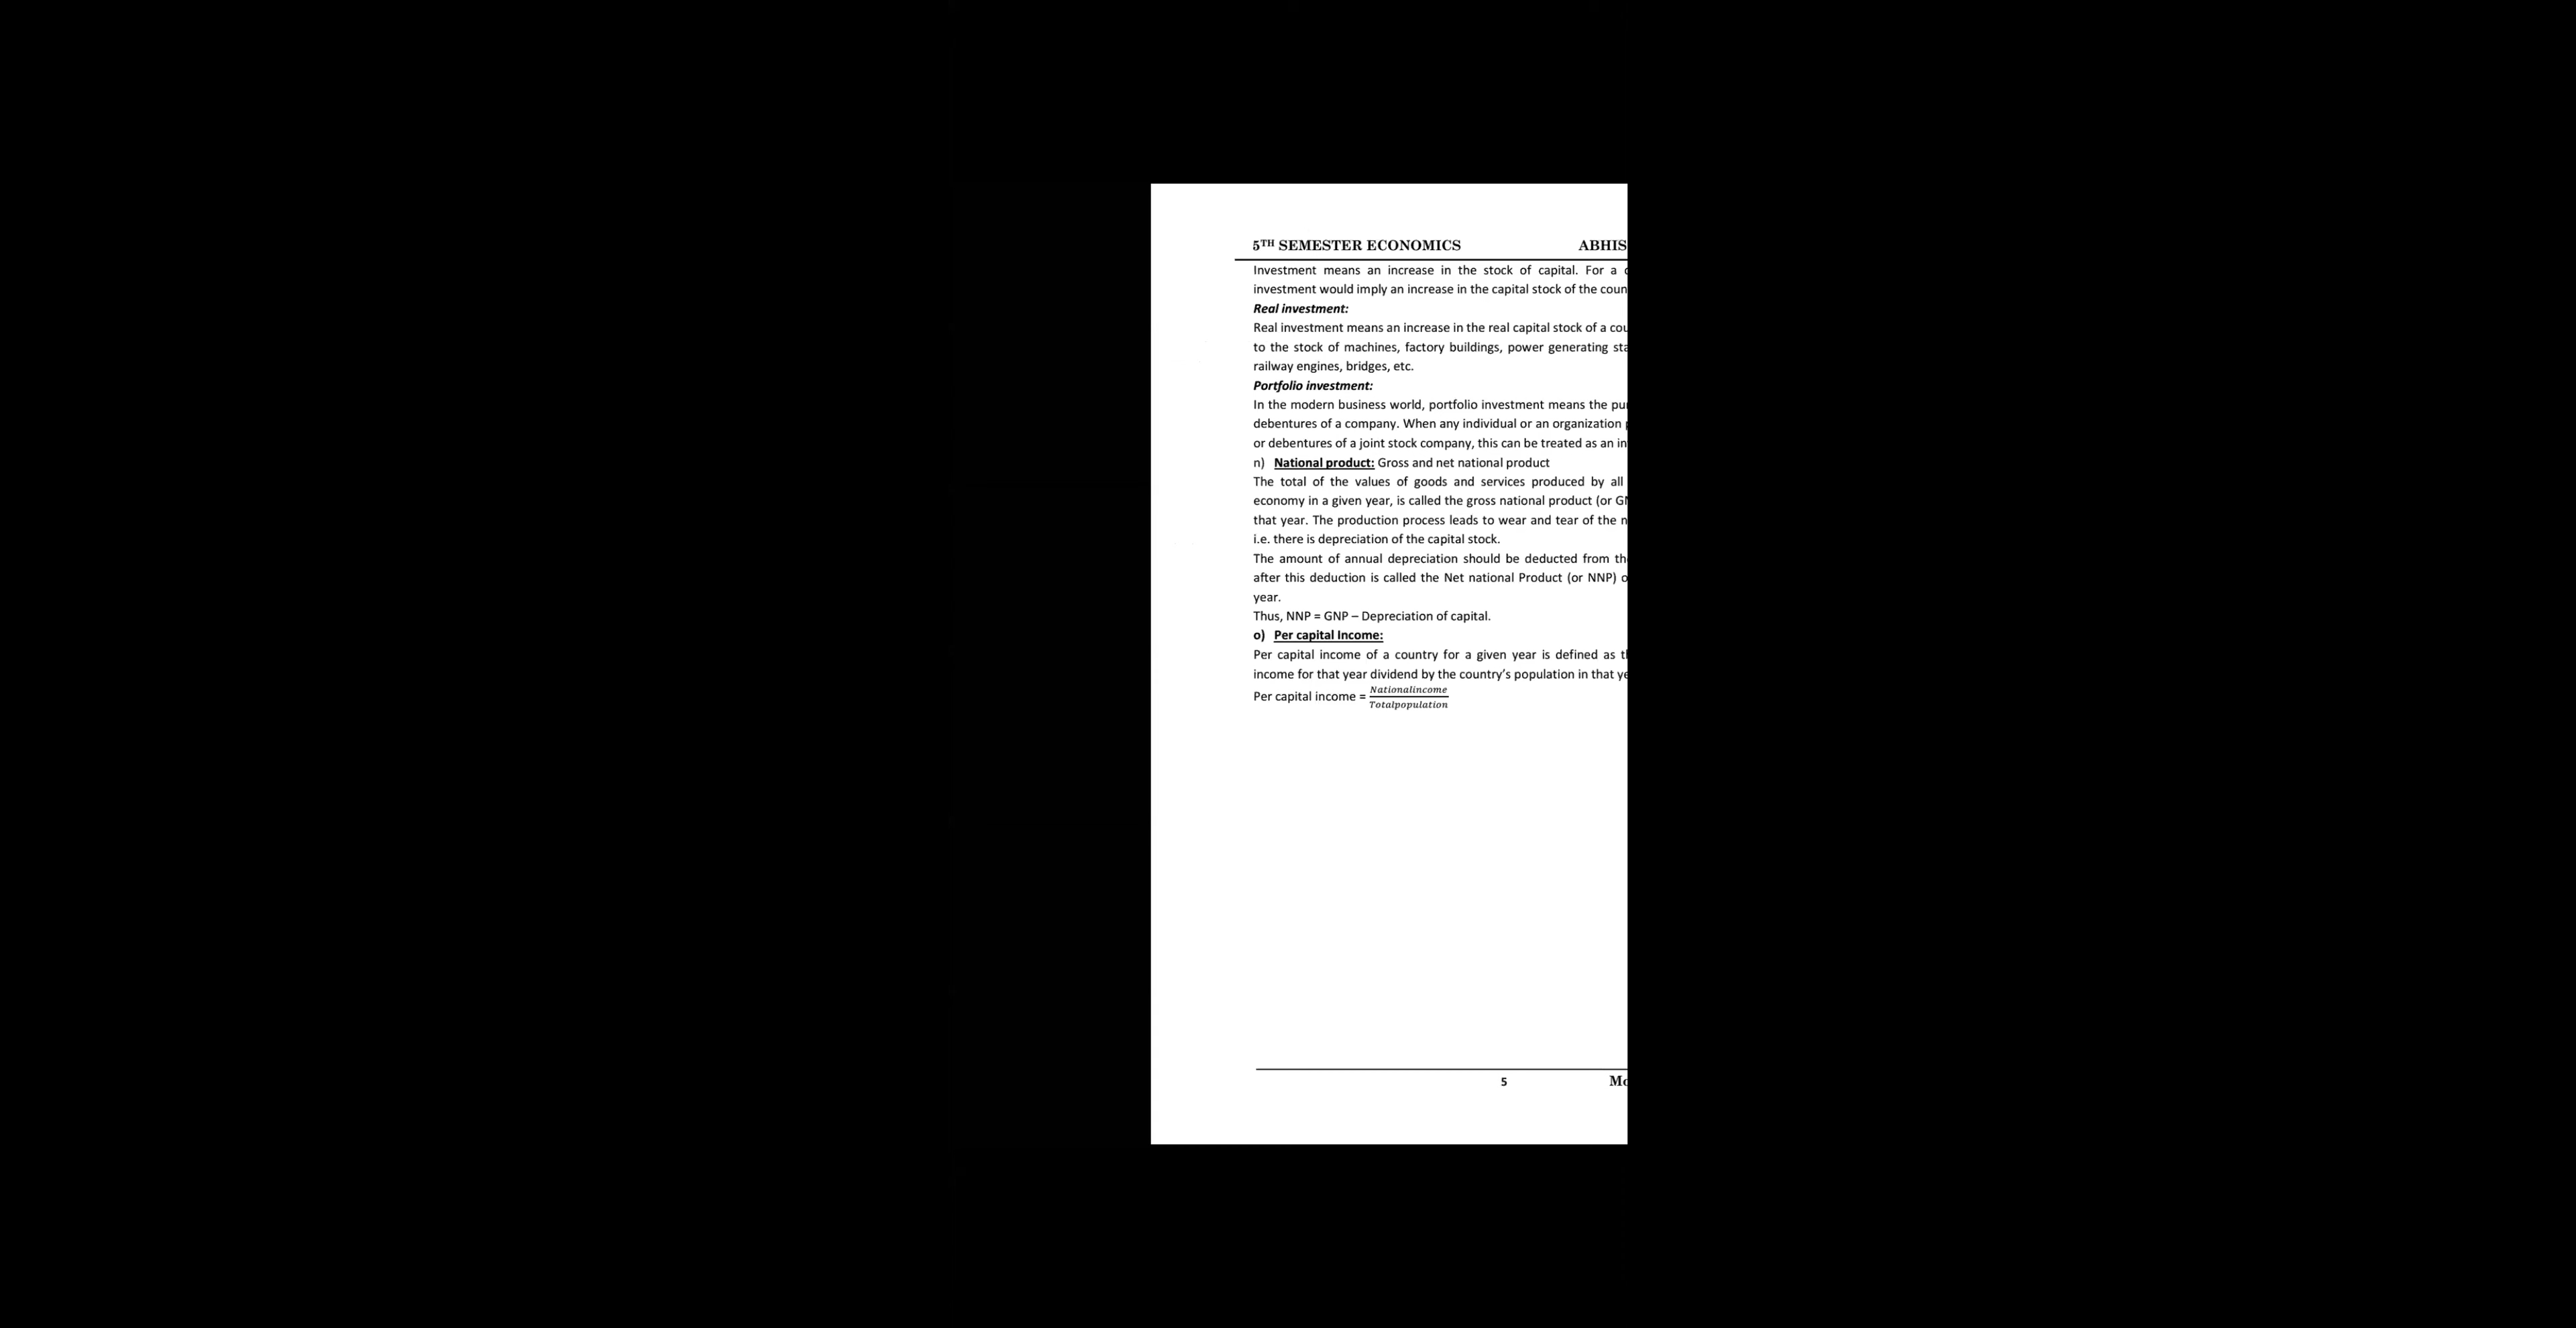 5TH SEMESTER ECONOMICS ABHIS
Investment means an increase in the stock of capital. For a
investment would imply an increase in the capital stock of the coun
Real investment:
Real investment means an increase in the real capital stock of a cou
to the stock of machines, factory buildings, power generating sta
railway engines, bridges, etc.
Portfolio investment:
In the modern business world, portfolio investment means the pu
debentures of a company. When any individual or an organization
or debentures of a joint stock company, this can be treated as an in
n) National product: Gross and net national product
The total of the values of goods and services produced by all
economy in a given year, is called the gross national product (or G
that year. The production process leads to wear and tear of the
i.e. there is depreciation of the capital stock.
The amount of annual depreciation should be deducted from th
after this deduction is called the Net national Product (or NNP) o
year.
Thus, NNP = GNP – Depreciation of capital.
o) Per capital Income:
Per capital income of a country for a given year is defined as t
income for that year dividend by the country's population in that ye
Per capital income = Nationalincome
Totalpopulation
5 Mo